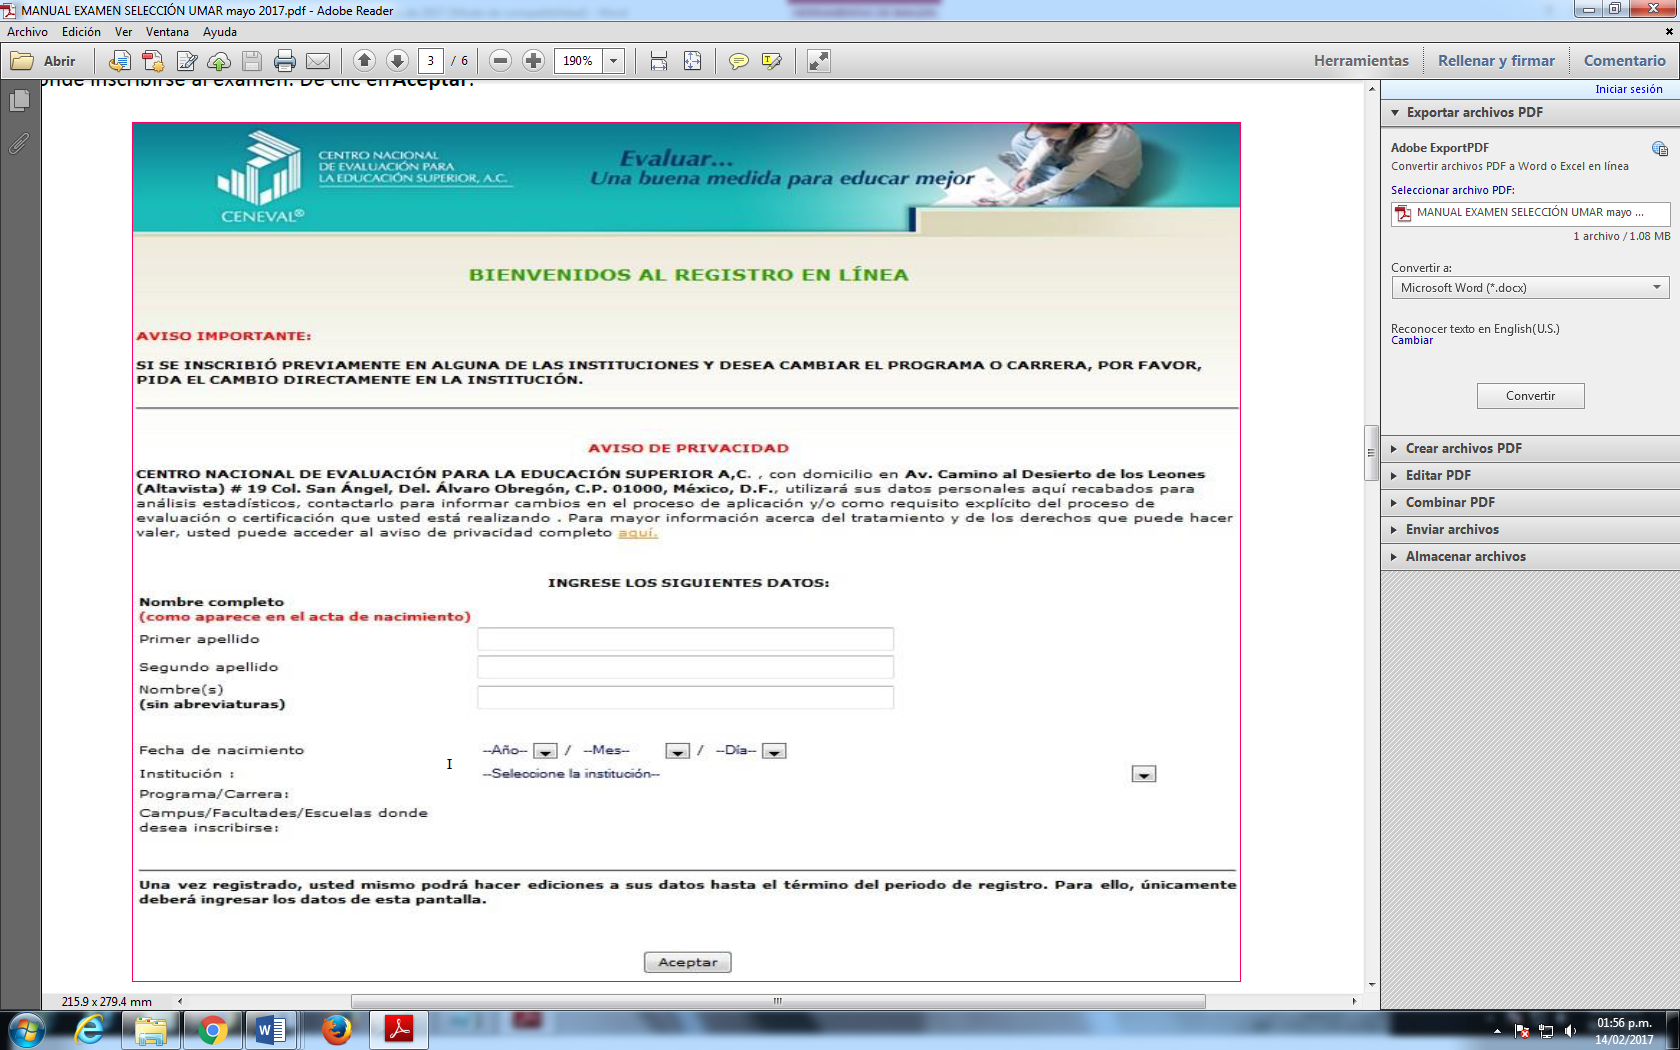 MANUAL EXAMEN SELECCIÓN UMAR mayo 2017.pdf - Adobe Reader
Archivo Edición Ver Ventana Ayuda
Abrir 3 / 6 190% Herramientas Rellenar y firmar Comentario
onde inscribirse al examen. De clic en Aceptar.
Iniciar sesión
Exportar archivos PDF
Adobe ExportPDF
Convertir archivos PDF a Word o Excel en línea
Seleccionar archivo PDF:
MANUAL EXAMEN SELECCIÓN UMAR mayo ...
1 archivo / 1.08 MB
Convertir a:
Microsoft Word (*.docx)
Reconocer texto en English(U.S.)
Cambiar
Convertir
Crear archivos PDF
Editar PDF
Combinar PDF
Enviar archivos
Almacenar archivos
CENTRO NACIONAL
DE EVALUACIÓN PARA
LA EDUCACIÓN SUPERIOR, A.C.
CENEVAL®
Evaluar...
Una buena medida para educar mejor
BIENVENIDOS AL REGISTRO EN LÍNEA
AVISO IMPORTANTE:
SI SE INSCRIBIÓ PREVIAMENTE EN ALGUNA DE LAS INSTITUCIONES Y DESEA CAMBIAR EL PROGRAMA O CARRERA, POR FAVOR,
PIDA EL CAMBIO DIRECTAMENTE EN LA INSTITUCIÓN.
AVISO DE PRIVACIDAD
CENTRO NACIONAL DE EVALUACIÓN PARA LA EDUCACIÓN SUPERIOR A,C. , con domicilio en Av. Camino al Desierto de los Leones
(Altavista) # 19 Col. San Ángel, Del. Álvaro Obregón, C.P. 01000, México, D.F., utilizará sus datos personales aquí recabados para
análisis estadísticos, contactarlo para informar cambios en el proceso de aplicación y/o como requisito explícito del proceso de
evaluación o certificación que usted está realizando . Para mayor información acerca del tratamiento y de los derechos que puede hacer
valer, usted puede acceder al aviso de privacidad completo aquí.
INGRESE LOS SIGUIENTES DATOS:
Nombre completo
(como aparece en el acta de nacimiento)
Primer apellido
Segundo apellido
Nombre(s)
(sin abreviaturas)
Fecha de nacimiento --Año-- / --Mes-- / --Día--
Institución : --Seleccione la institución--
Programa/Carrera:
Campus/Facultades/Escuelas donde
desea inscribirse:
Una vez registrado, usted mismo podrá hacer ediciones a sus datos hasta el término del periodo de registro. Para ello, únicamente
deberá ingresar los datos de esta pantalla.
Aceptar
215.9 x 279.4 mm
01:56 p.m.
14/02/2017